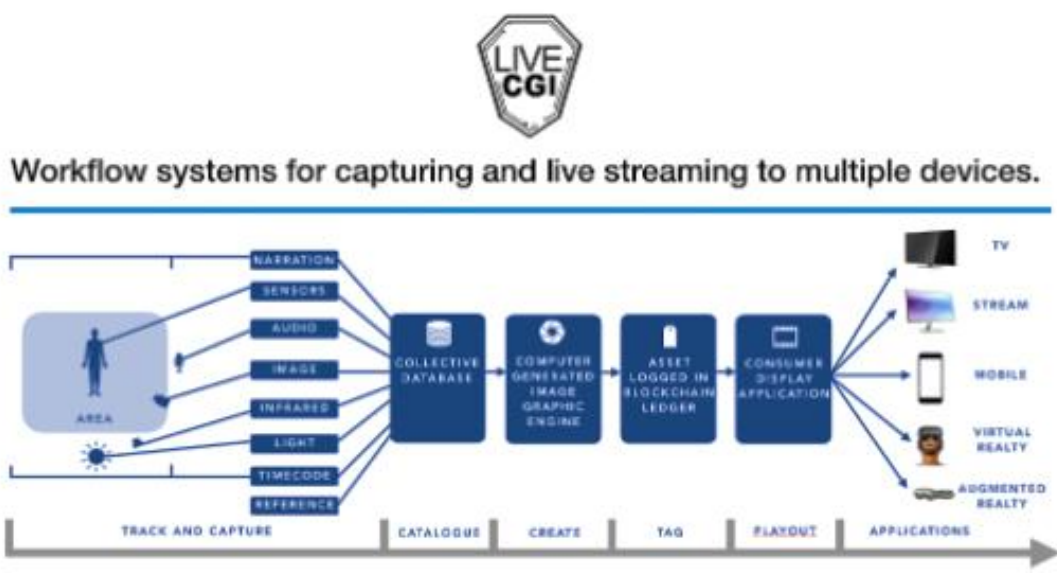 LIVE
CGI
Workflow systems for capturing and live streaming to multiple devices.
NARRATION
SENSORS
AUDIO
IMAGE
INFRARED
LIGHT
TIMECODE
REFERENCE
AREA
COLLECTIVE
DATABASE
COMPUTER
GENERATED
IMAGE
GRAPHIC
ENGINE
ASSET
LOGGED IN
BLOCKCHAIN
LEDGER
CONSUMER
DISPLAY
APPLICATION
TV
STREAM
MOBILE
VIRTUAL
REALTY
AUGMENTED
REALTY
TRACK AND CAPTURE
CATALOGUE
CREATE
TAG
PLAYOUT
APPLICATIONS